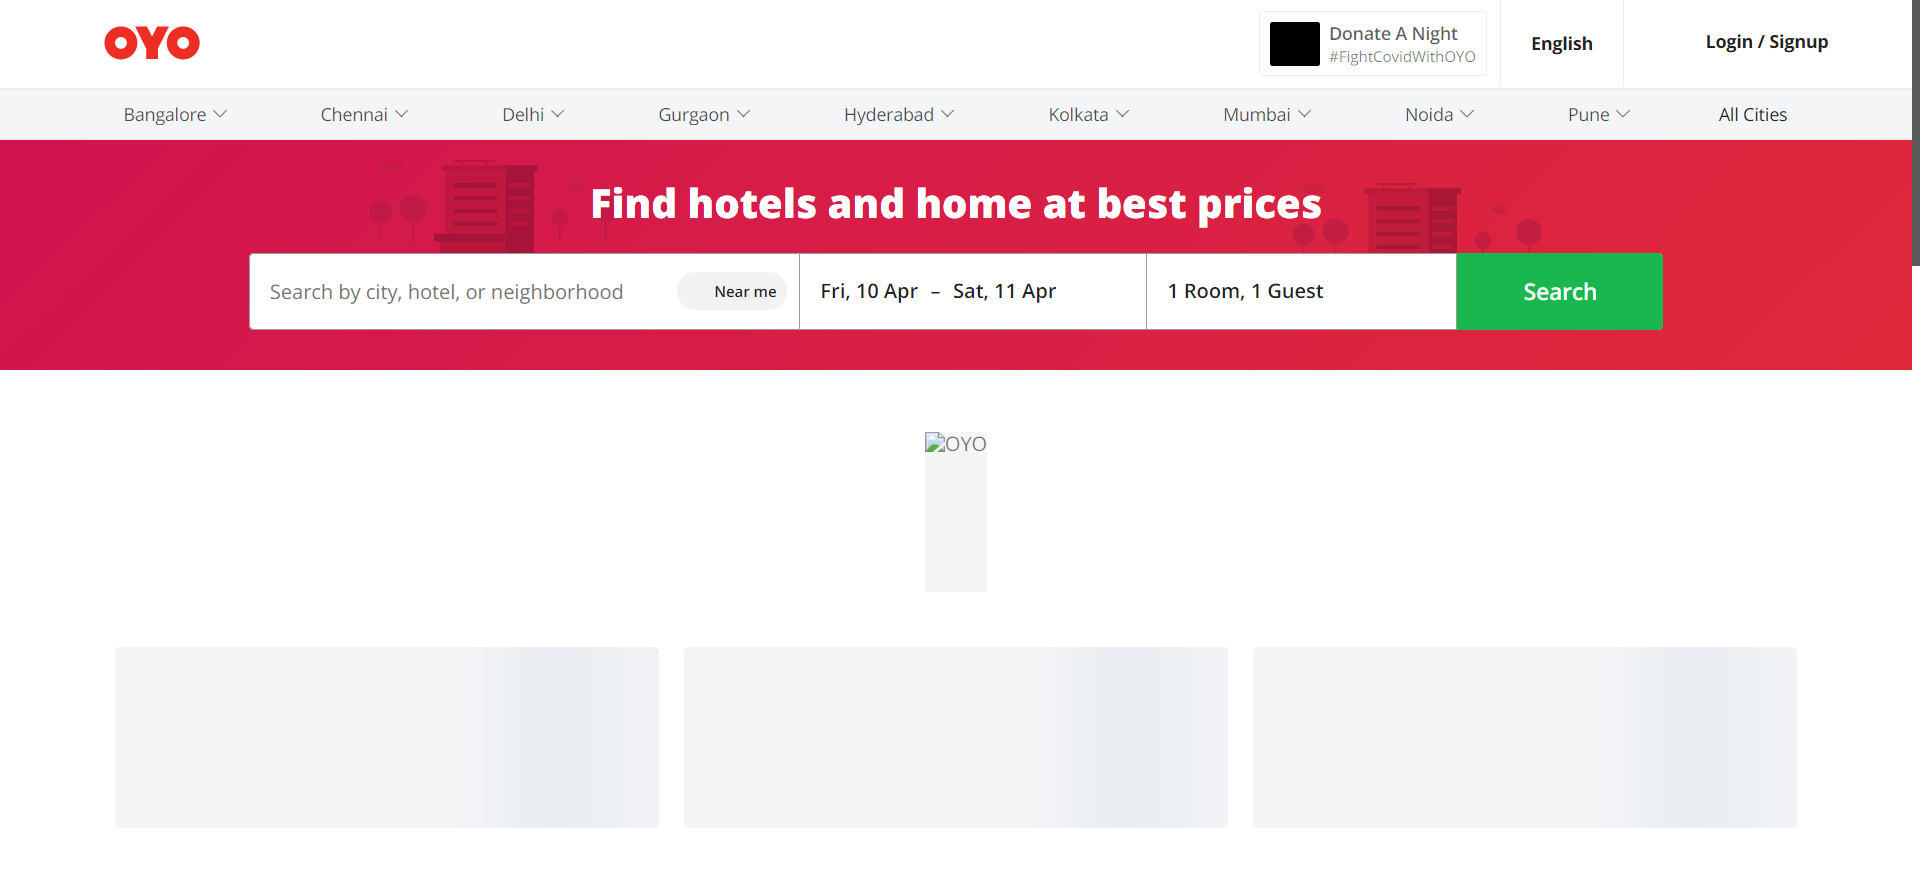 OYO
Donate A Night
#FightCovidWithOYO
English
Login / Signup
Bangalore
Chennai
Delhi
Gurgaon
Hyderabad
Kolkata
Mumbai
Noida
Pune
All Cities
Find hotels and home at best prices
Search by city, hotel, or neighborhood
Near me
Fri, 10 Apr – Sat, 11 Apr
1 Room, 1 Guest
Search
OYO